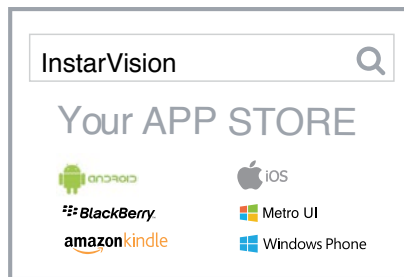 InstarVision
Your APP STORE
android iOS
BlackBerry. Metro UI
amazonkindle Windows Phone